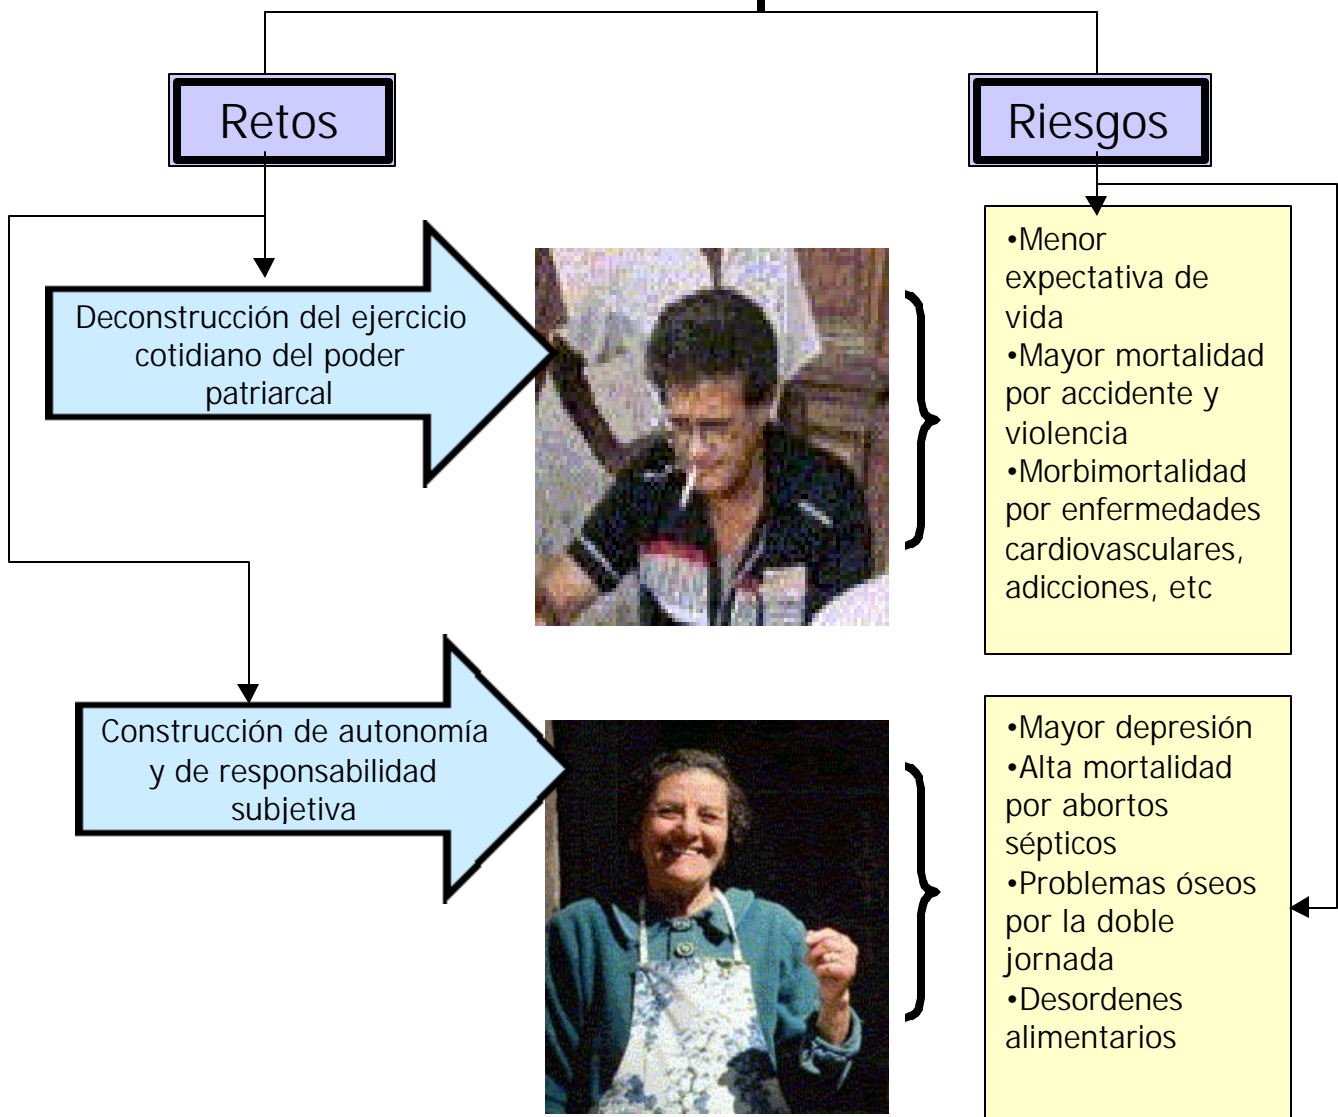 Retos
Riesgos
Deconstrucción del ejercicio
cotidiano del poder
patriarcal
•Menor
expectativa de
vida
•Mayor mortalidad
por accidente y
violencia
•Morbimortalidad
por enfermedades
cardiovasculares,
adicciones, etc
Construcción de autonomía
y de responsabilidad
subjetiva
•Mayor depresión
•Alta mortalidad
por abortos
sépticos
•Problemas óseos
por la doble
jornada
•Desordenes
alimentarios